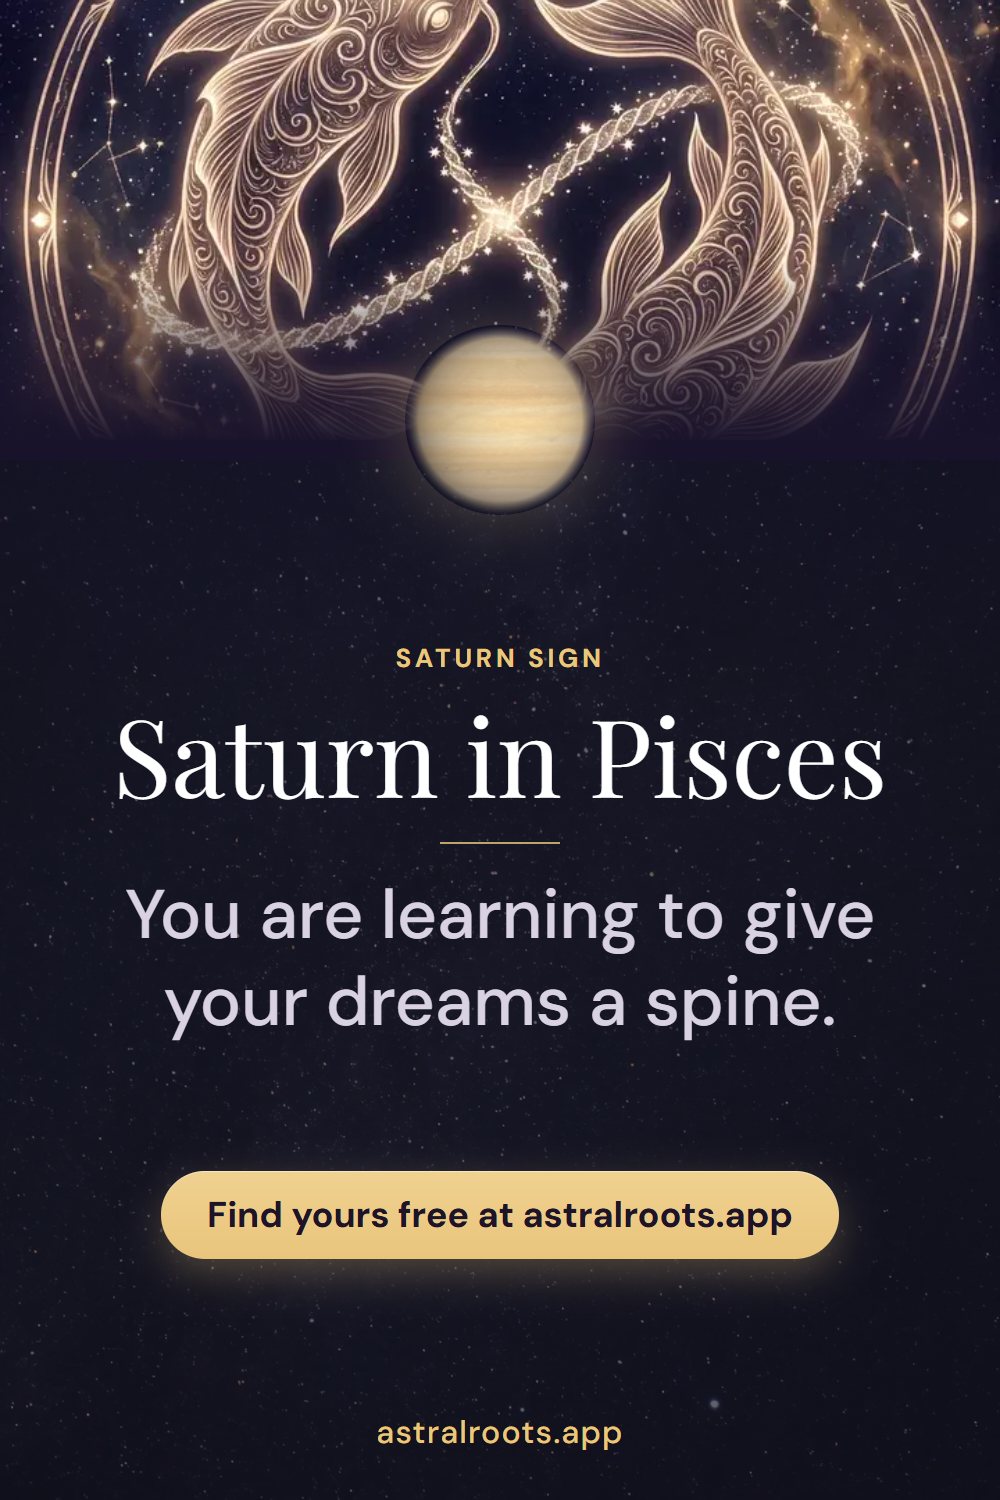 SATURN SIGN
Saturn in Pisces
You are learning to give
your dreams a spine.
Find yours free at astralroots.app
astralroots.app